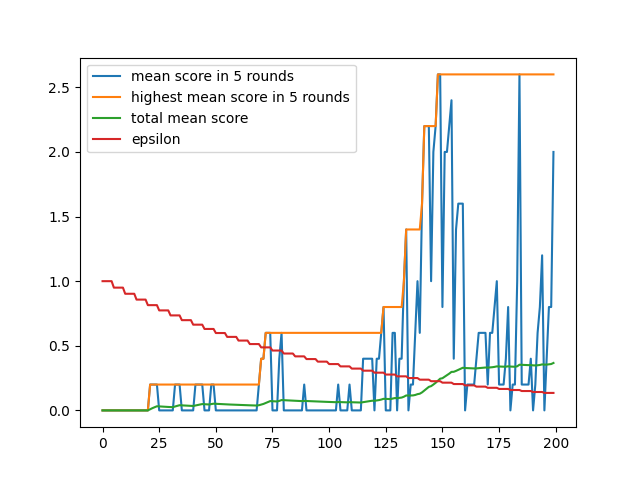 mean score in 5 rounds
highest mean score in 5 rounds
total mean score
epsilon
2.5
2.0
1.5
1.0
0.5
0.0
0 25 50 75 100 125 150 175 200